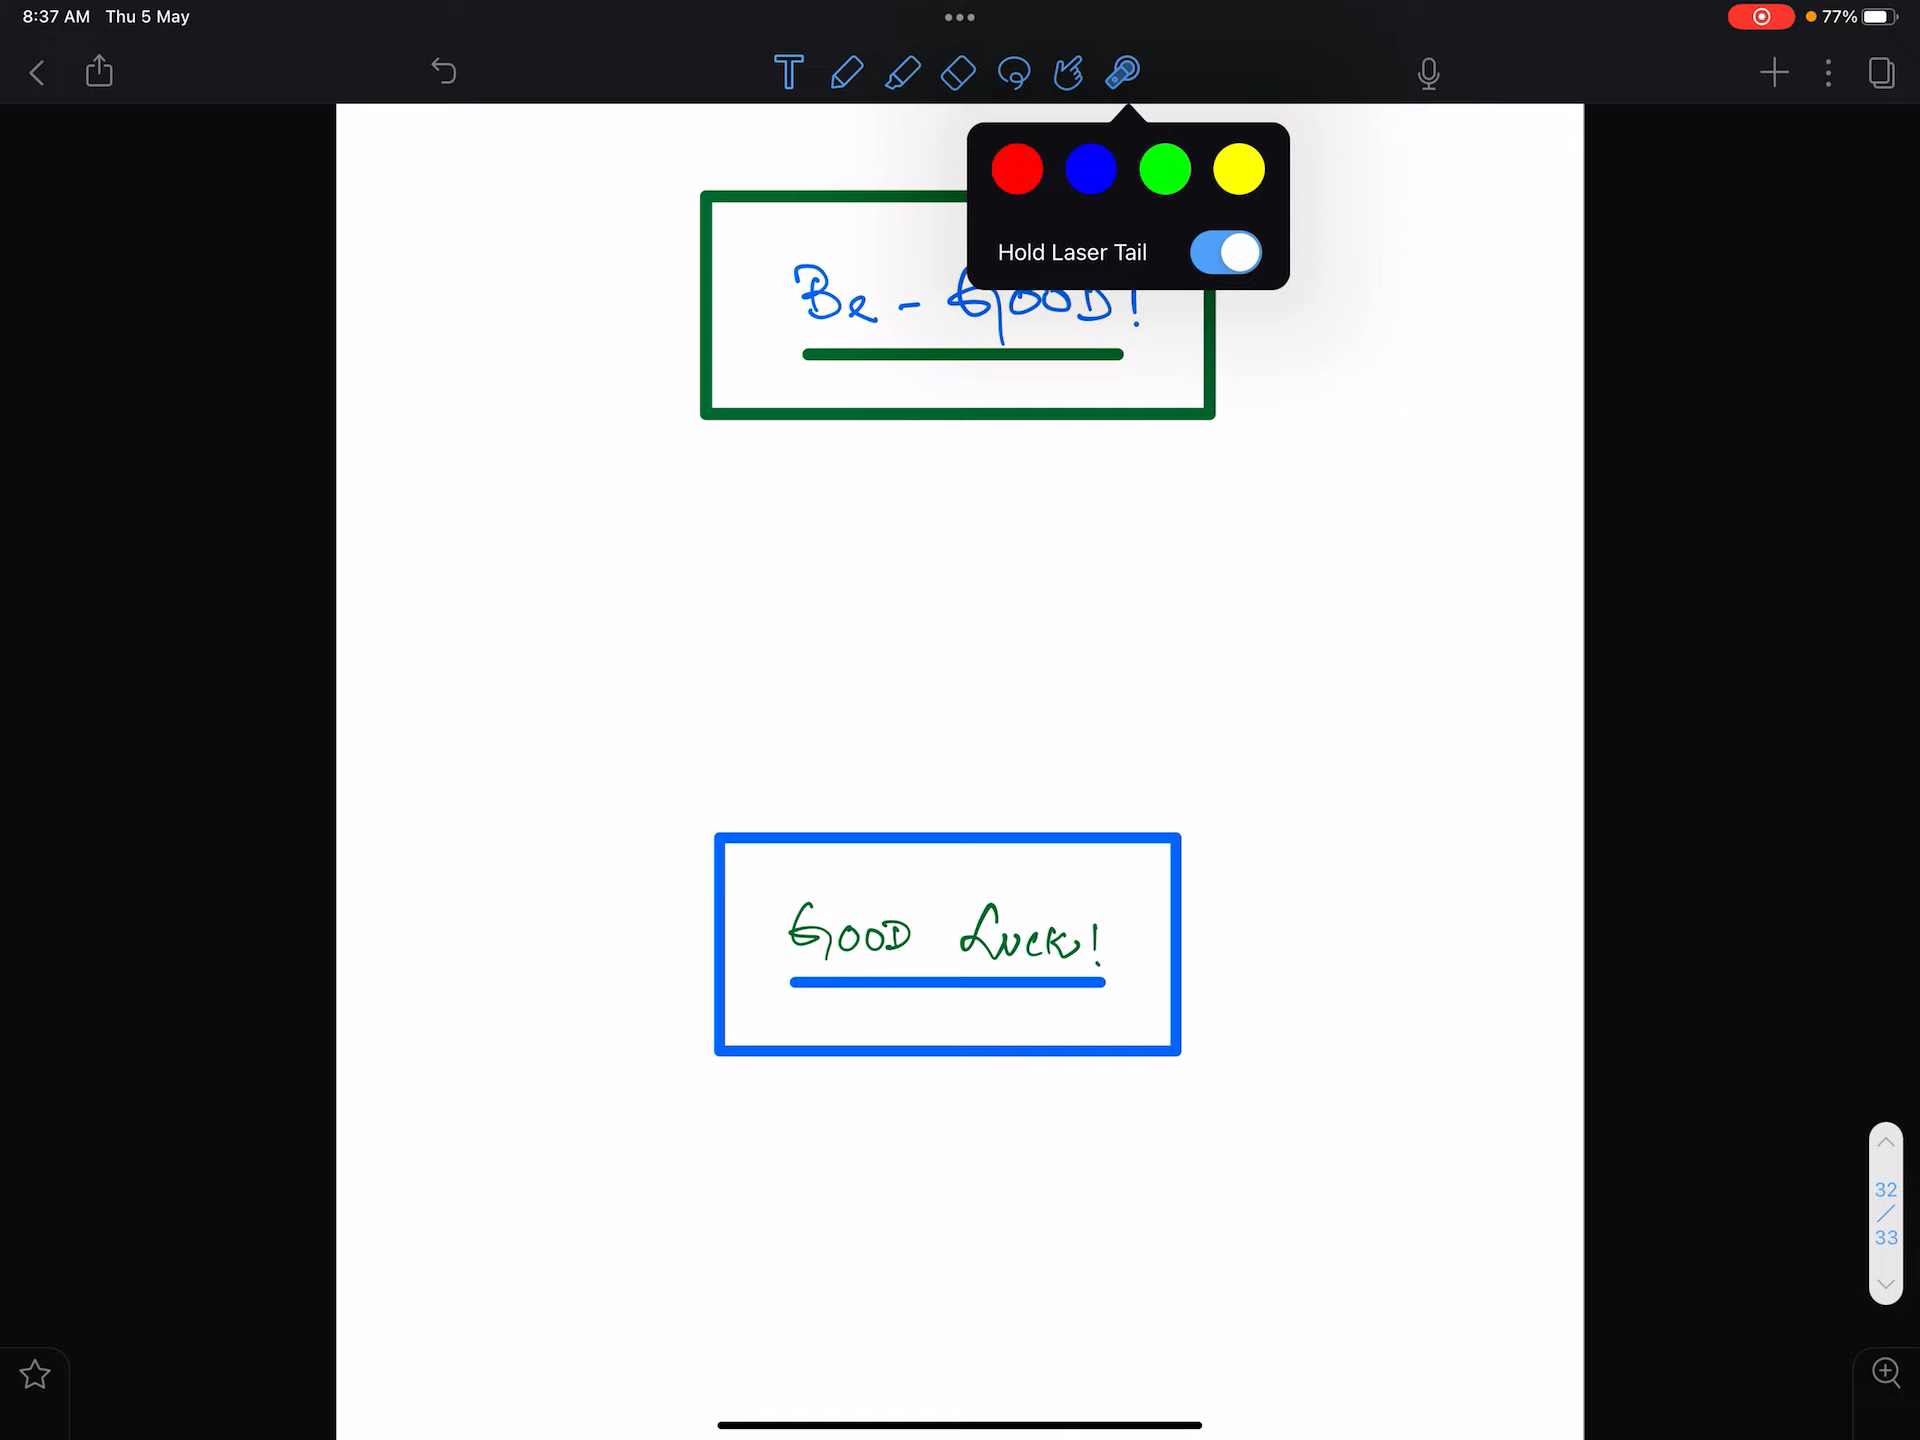 8:37 AM Thu 5 May
77%
T
Hold Laser Tail
Be - GOOD!
GOOD Luck!
32
/
33